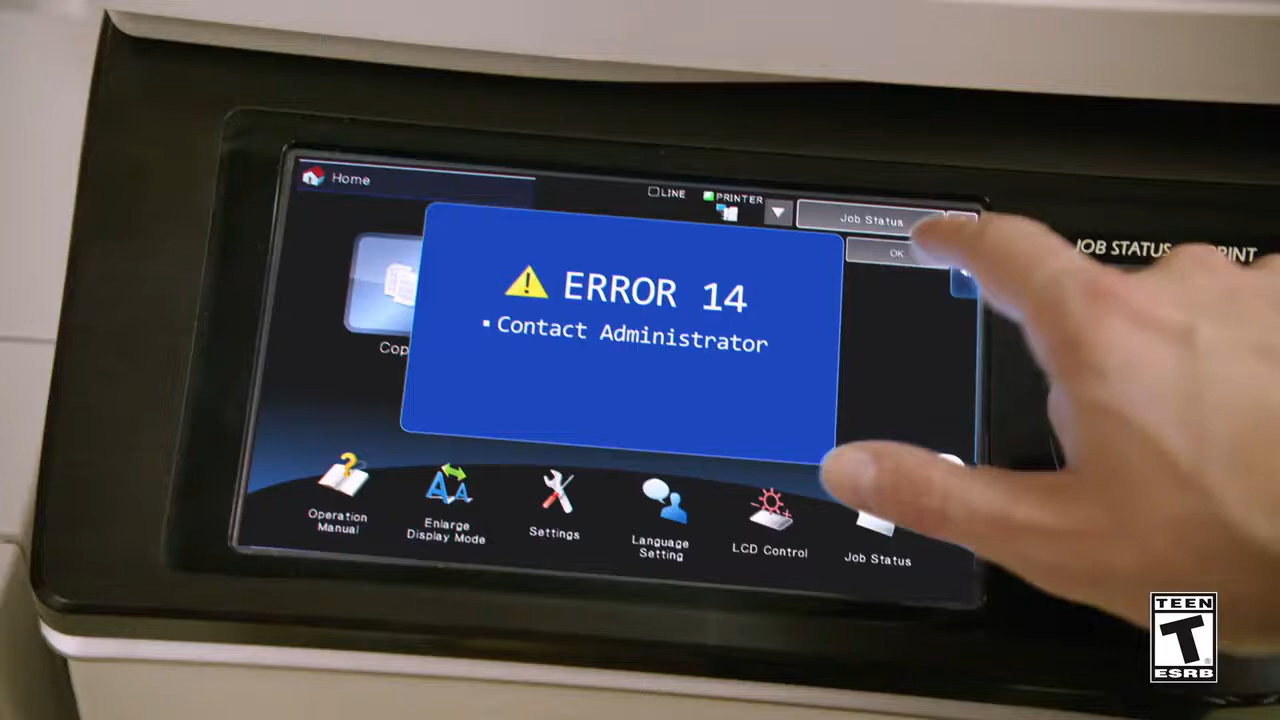 Home
LINE
PRINTER
Job Status
OK
JOB STATUS
PRINT
ERROR 14
▪ Contact Administrator
Operation
Manual
Enlarge
Display Mode
Settings
Language
Setting
LCD Control
Job Status
TEEN
T
ESRB